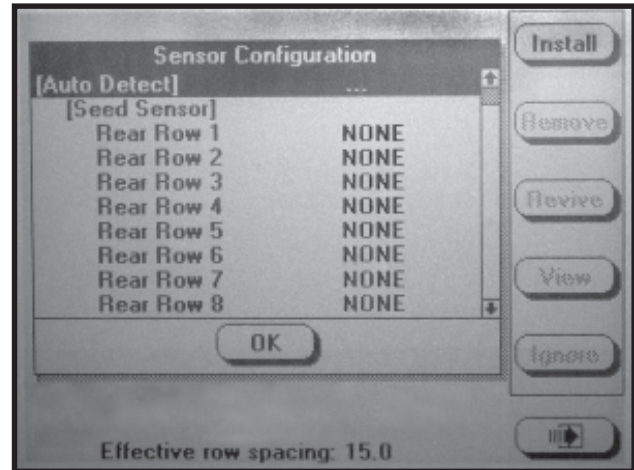 Sensor Configuration
[Auto Detect] ...
[Seed Sensor]
Rear Row 1 NONE
Rear Row 2 NONE
Rear Row 3 NONE
Rear Row 4 NONE
Rear Row 5 NONE
Rear Row 6 NONE
Rear Row 7 NONE
Rear Row 8 NONE
OK
Effective row spacing: 15.0
Install
Remove
Revive
View
Ignore